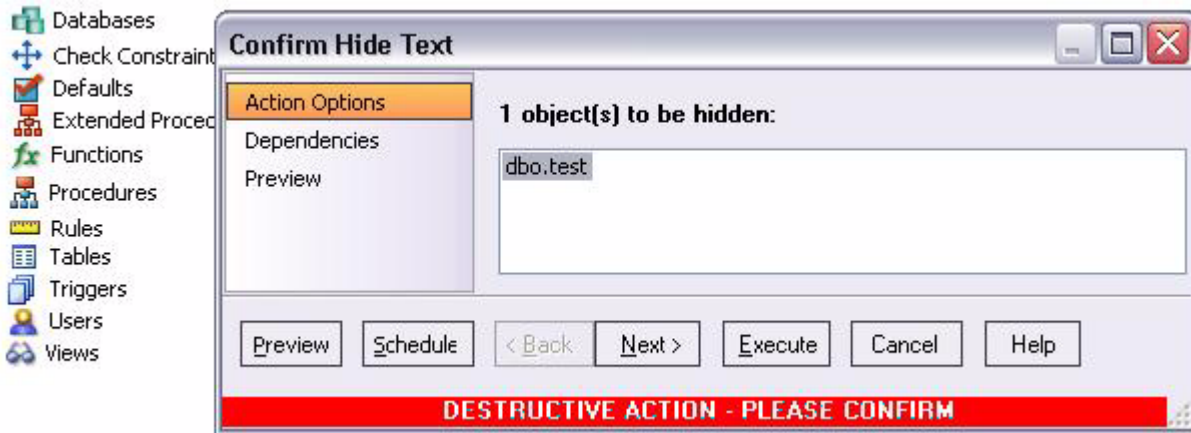 Databases
Check Constraint
Defaults
Extended Proced
fx Functions
Procedures
Rules
Tables
Triggers
Users
Views
Confirm Hide Text
Action Options
Dependencies
Preview
1 object(s) to be hidden:
dbo.test
Preview
Schedule
< Back
Next >
Execute
Cancel
Help
DESTRUCTIVE ACTION - PLEASE CONFIRM